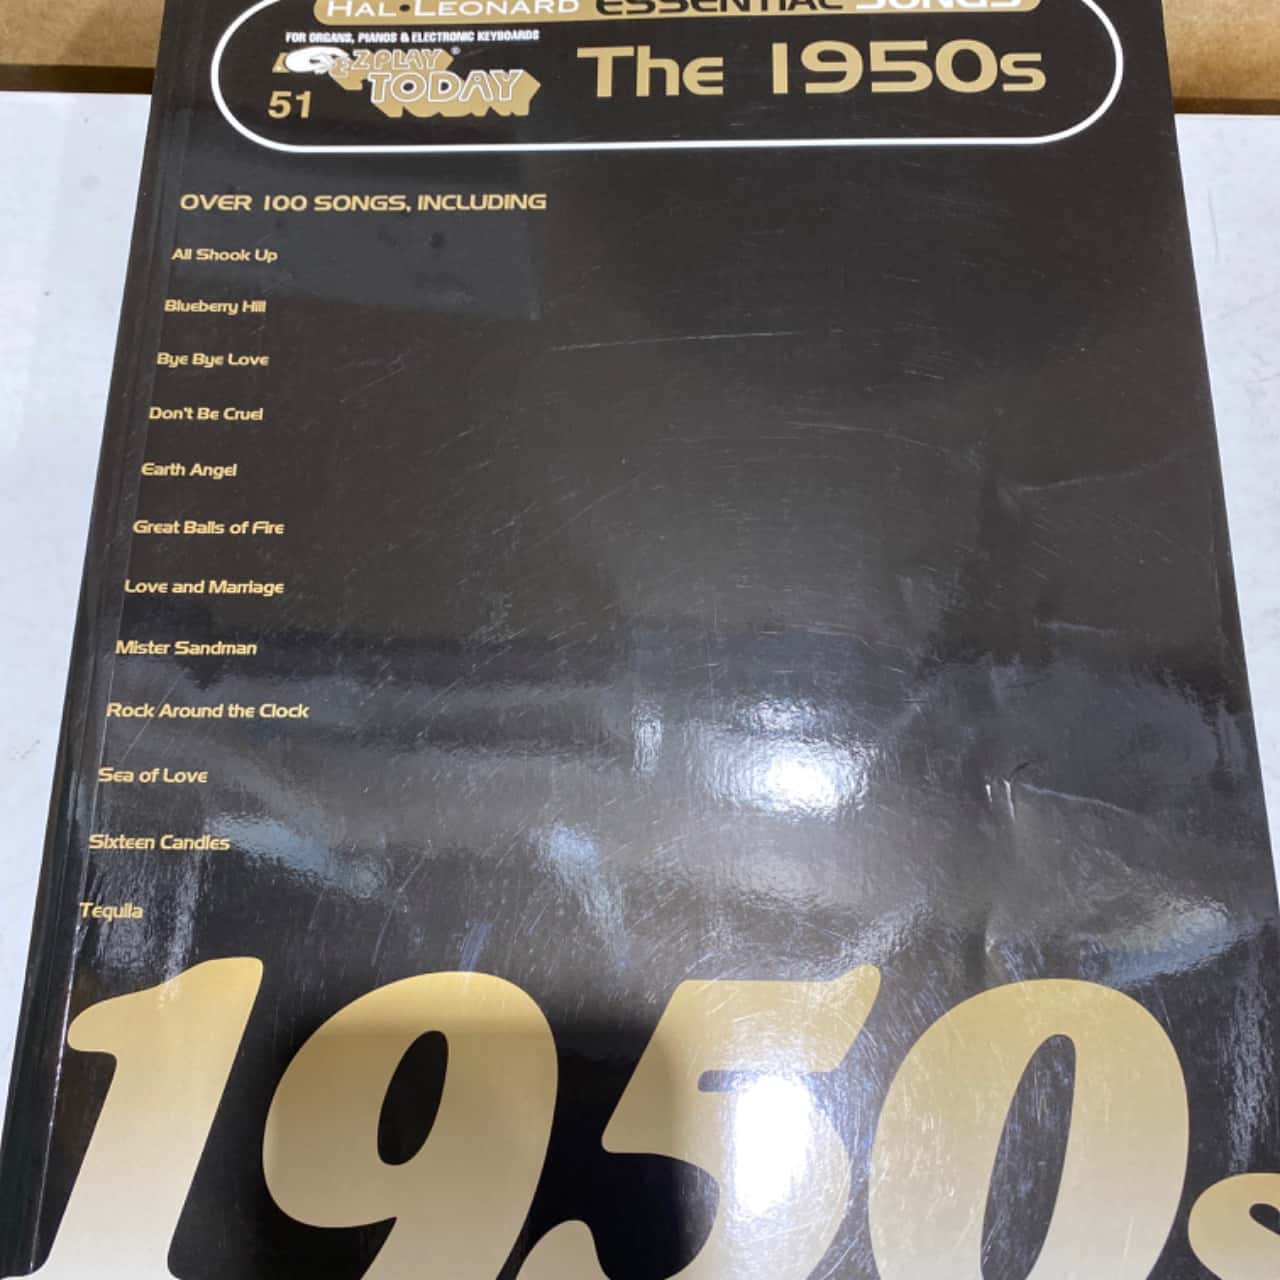 HAL•LEONARD ESSENTIAL SONGS
FOR ORGANS, PIANOS & ELECTRONIC KEYBOARDS
E-Z PLAY ®
TODAY
51
The 1950s
OVER 100 SONGS, INCLUDING
All Shook Up
Blueberry Hill
Bye Bye Love
Don't Be Cruel
Earth Angel
Great Balls of Fire
Love and Marriage
Mister Sandman
Rock Around the Clock
Sea of Love
Sixteen Candles
Tequila
1950s